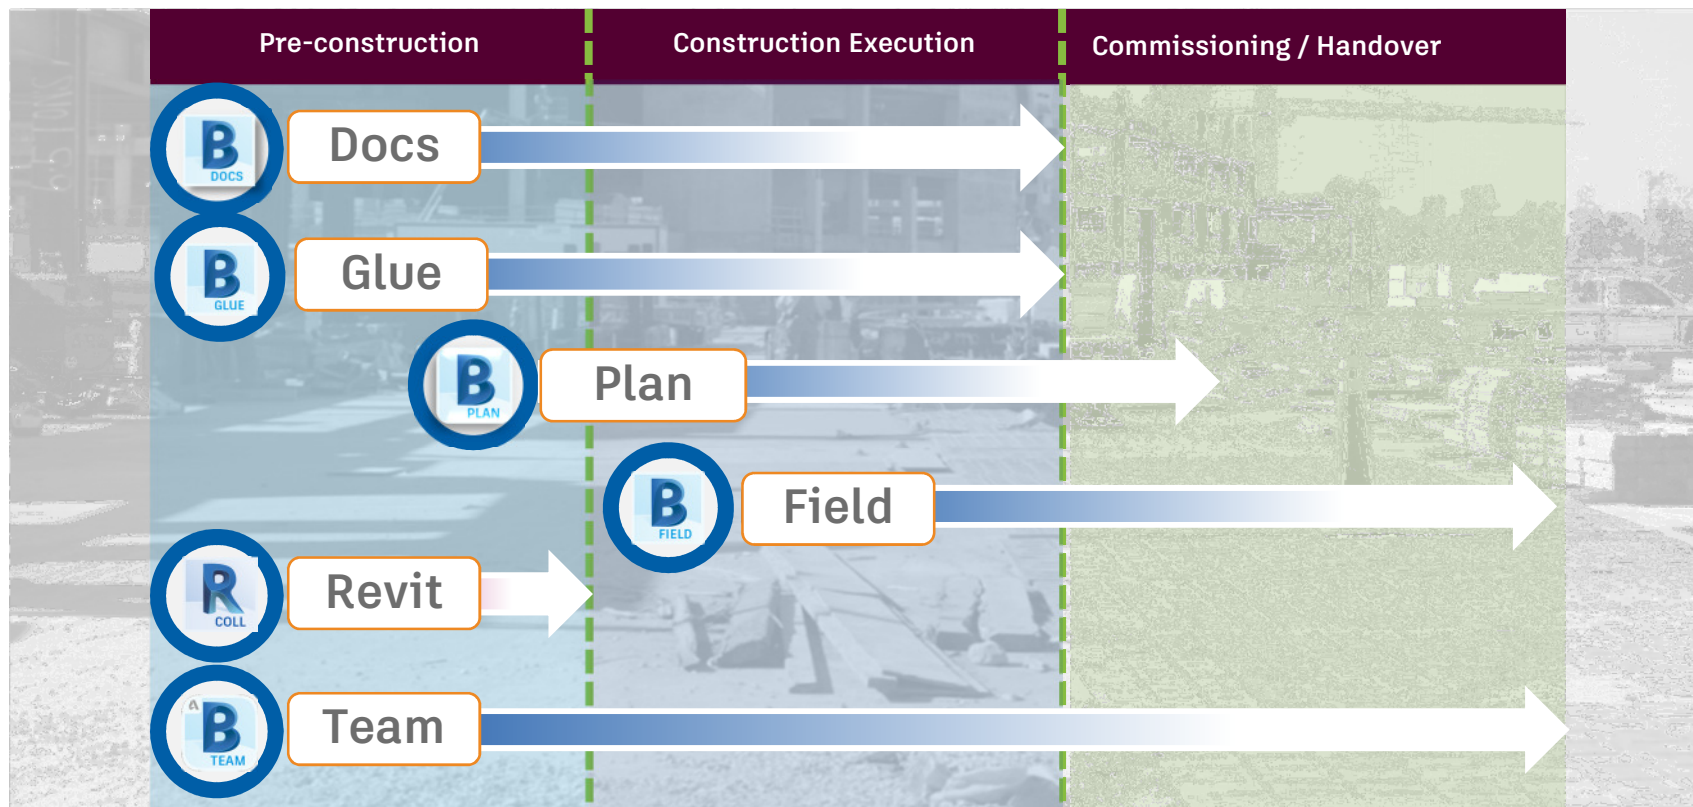 Pre-construction
Construction Execution
Commissioning / Handover
B
DOCS
Docs
B
GLUE
Glue
B
PLAN
Plan
B
FIELD
Field
R
COLL
Revit
B
TEAM
Team